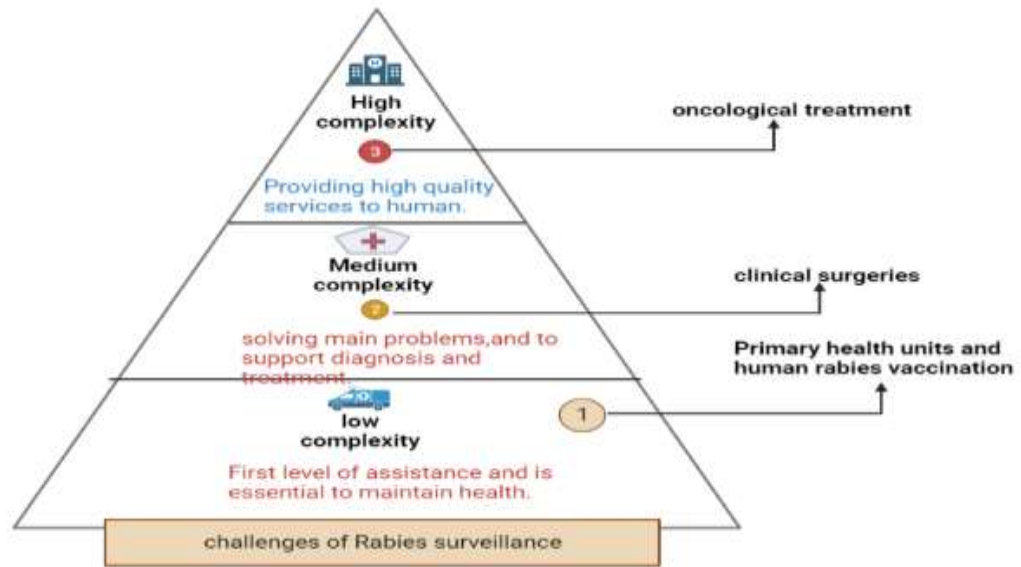 High
complexity
3
oncological treatment
Providing high quality
services to human.
Medium
complexity
2
clinical surgeries
solving main problems,and to
support diagnosis and
treatment.
low
complexity
1
Primary health units and
human rabies vaccination
First level of assistance and is
essential to maintain health.
challenges of Rabies surveillance